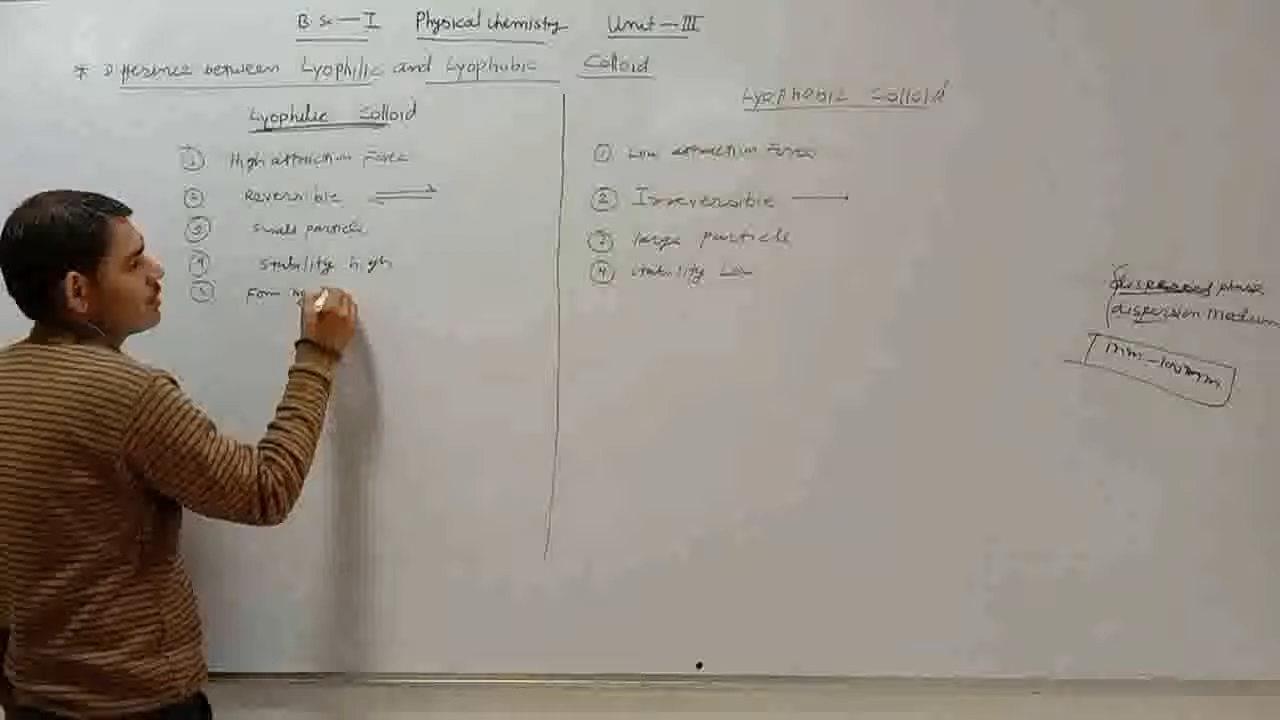 B.Sc-I Physical chemistry Unit-III
* Difference between Lyophilic and Lyophobic Colloid
Lyophilic Colloid
① High attraction Force
② Reversible ⇌
③ small particle
④ stability high
⑤ Form by
Lyophobic Colloid
① Low attraction Force
② Irreversible →
③ large particle
④ stability Low
dispersed phase
dispersion medium